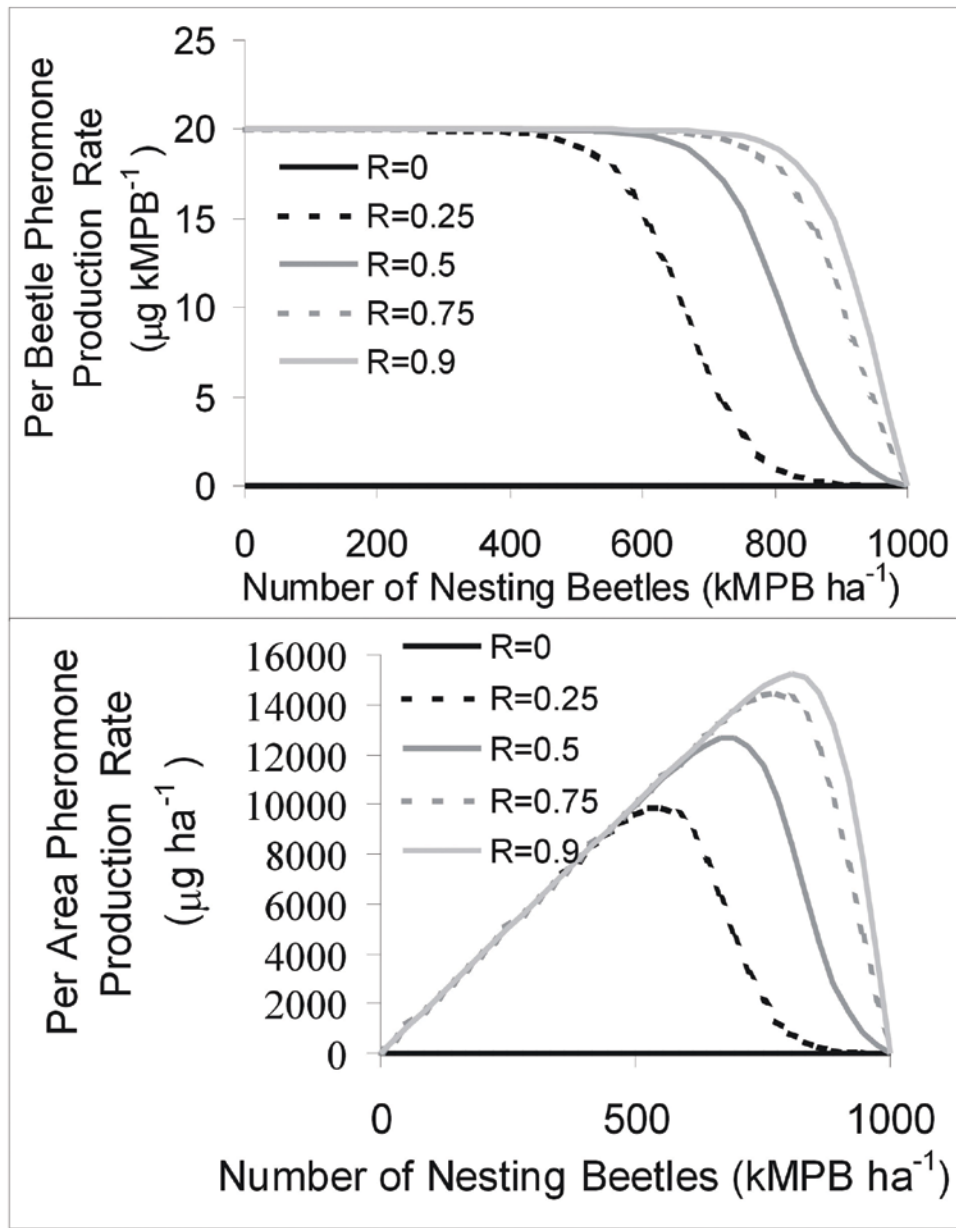 Per Beetle Pheromone
Production Rate
(μg kMPB⁻¹)
25
20
15
10
5
0
R=0
R=0.25
R=0.5
R=0.75
R=0.9
0 200 400 600 800 1000
Number of Nesting Beetles (kMPB ha⁻¹)
Per Area Pheromone
Production Rate
(μg ha⁻¹)
16000
14000
12000
10000
8000
6000
4000
2000
0
R=0
R=0.25
R=0.5
R=0.75
R=0.9
0 500 1000
Number of Nesting Beetles (kMPB ha⁻¹)